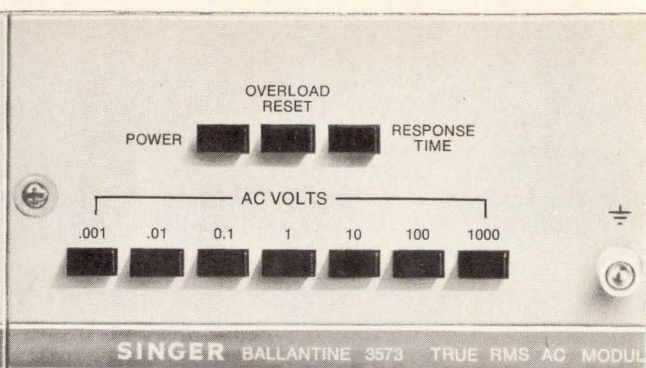 OVERLOAD
RESET
POWER
RESPONSE
TIME
AC VOLTS
.001 .01 0.1 1 10 100 1000
SINGER BALLANTINE 3573 TRUE RMS AC MODUL